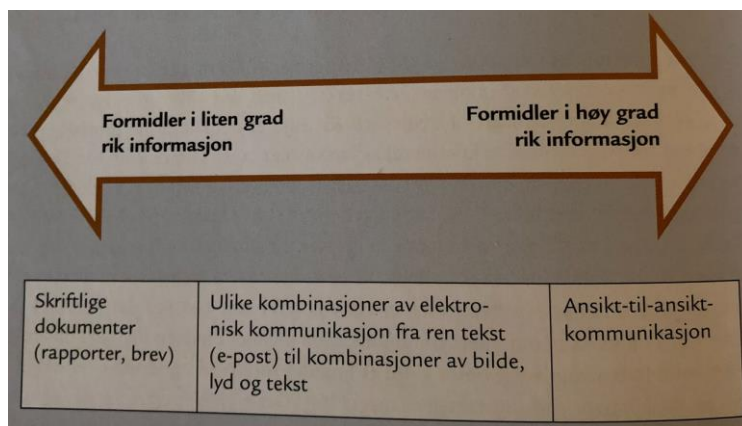 Formidler i liten grad
rik informasjon
Formidler i høy grad
rik informasjon
Skriftlige
dokumenter
(rapporter, brev)
Ulike kombinasjoner av elektro-
nisk kommunikasjon fra ren tekst
(e-post) til kombinasjoner av bilde,
lyd og tekst
Ansikt-til-ansikt-
kommunikasjon